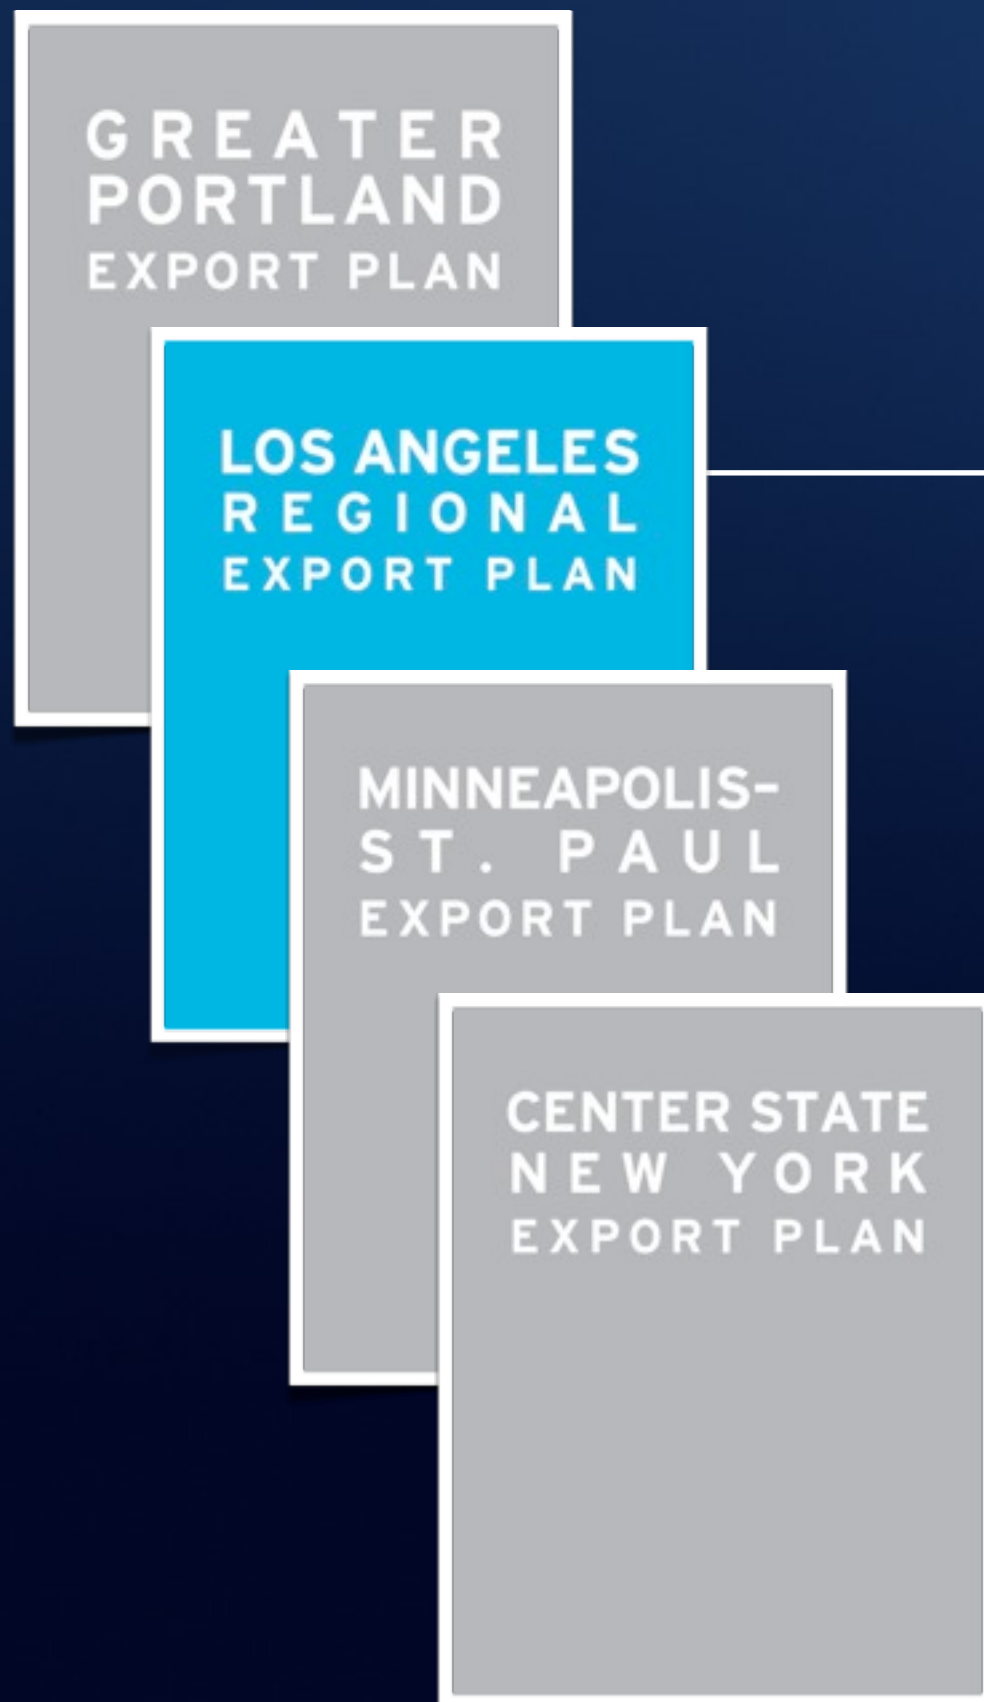 GREATER
PORTLAND
EXPORT PLAN
LOS ANGELES
REGIONAL
EXPORT PLAN
MINNEAPOLIS–
ST. PAUL
EXPORT PLAN
CENTER STATE
NEW YORK
EXPORT PLAN